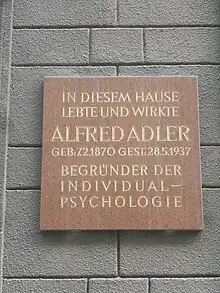 IN DIESEM HAUSE
LEBTE UND WIRKTE
ALFRED ADLER
GEB: 7.2.1870 GEST: 28.5.1937
BEGRÜNDER DER
INDIVIDUAL-
PSYCHOLOGIE